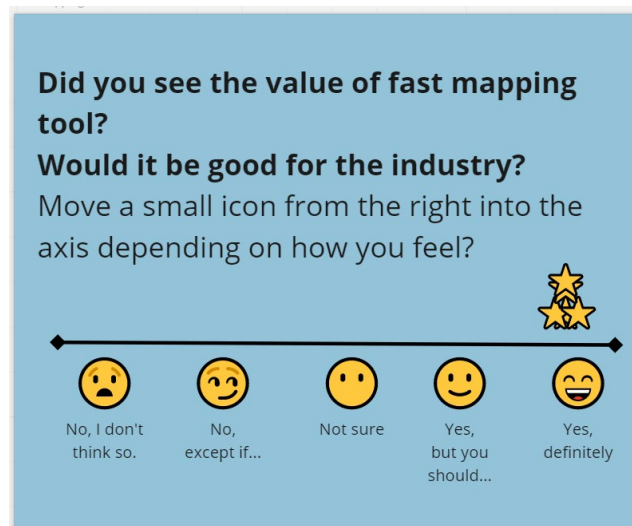 Did you see the value of fast mapping
tool?
Would it be good for the industry?
Move a small icon from the right into the
axis depending on how you feel?
No, I don't
think so.
No,
except if...
Not sure
Yes,
but you
should...
Yes,
definitely